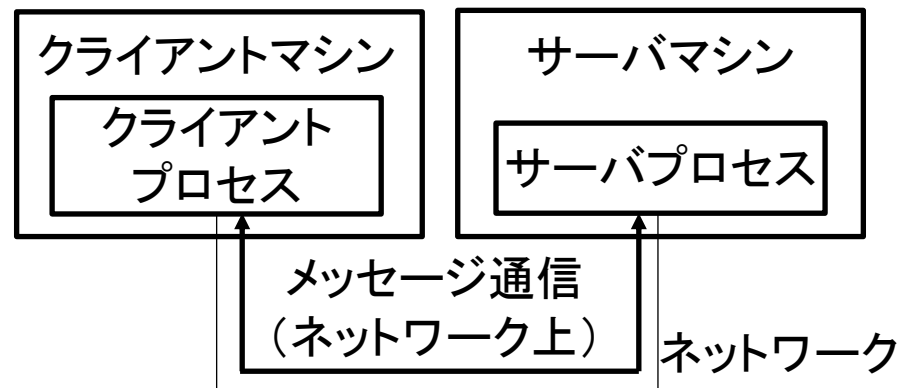 クライアントマシン
クライアント
プロセス
サーバマシン
サーバプロセス
メッセージ通信
（ネットワーク上）
ネットワーク